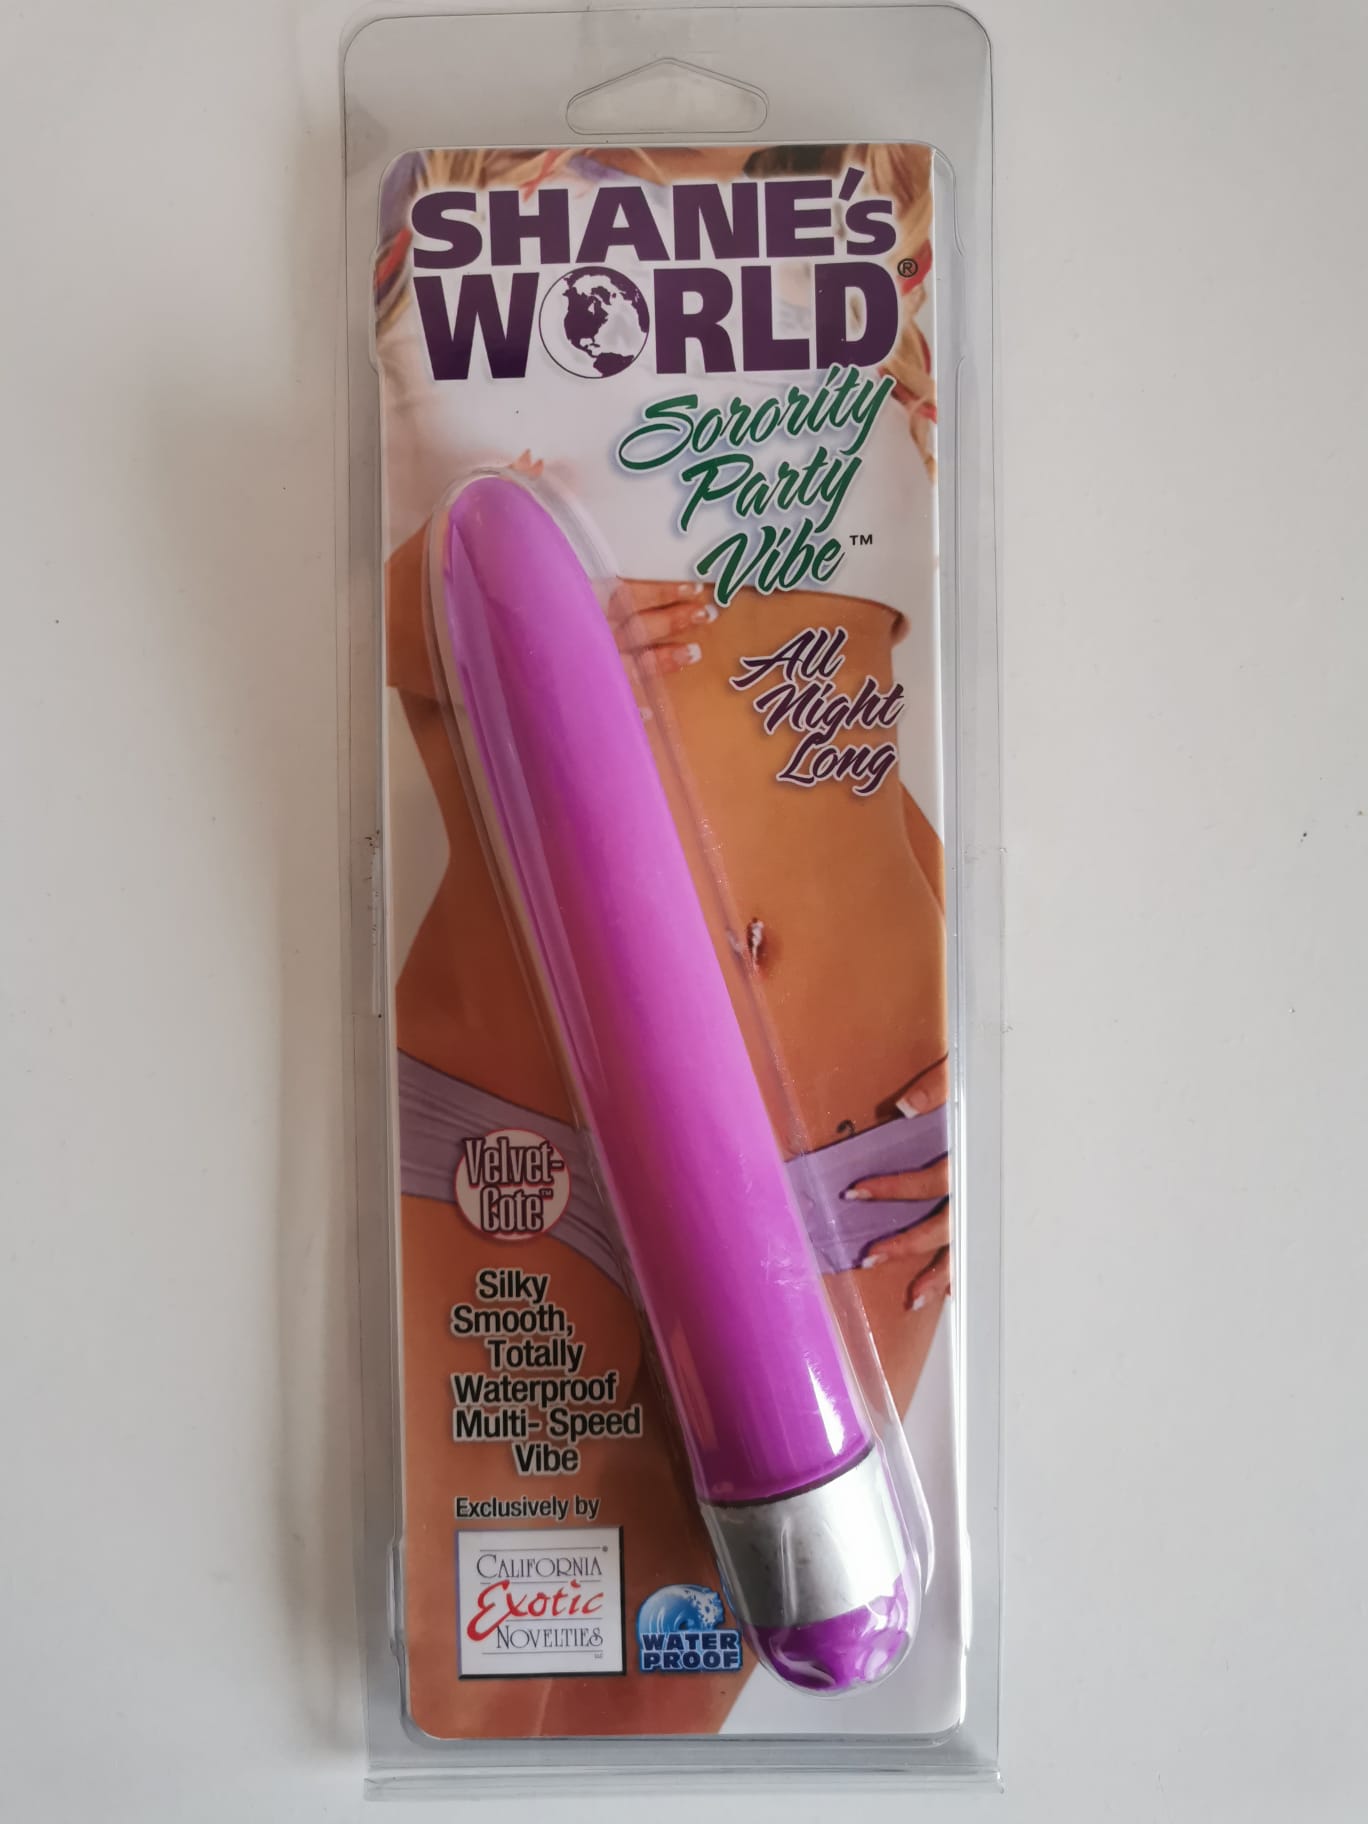 SHANE's
WORLD®
Sorority
Party
Vibe™
All
Night
Long
Velvet-
Cote™
Silky
Smooth,
Totally
Waterproof
Multi- Speed
Vibe
Exclusively by
CALIFORNIA®
Exotic
NOVELTIES
LLC
WATER
PROOF